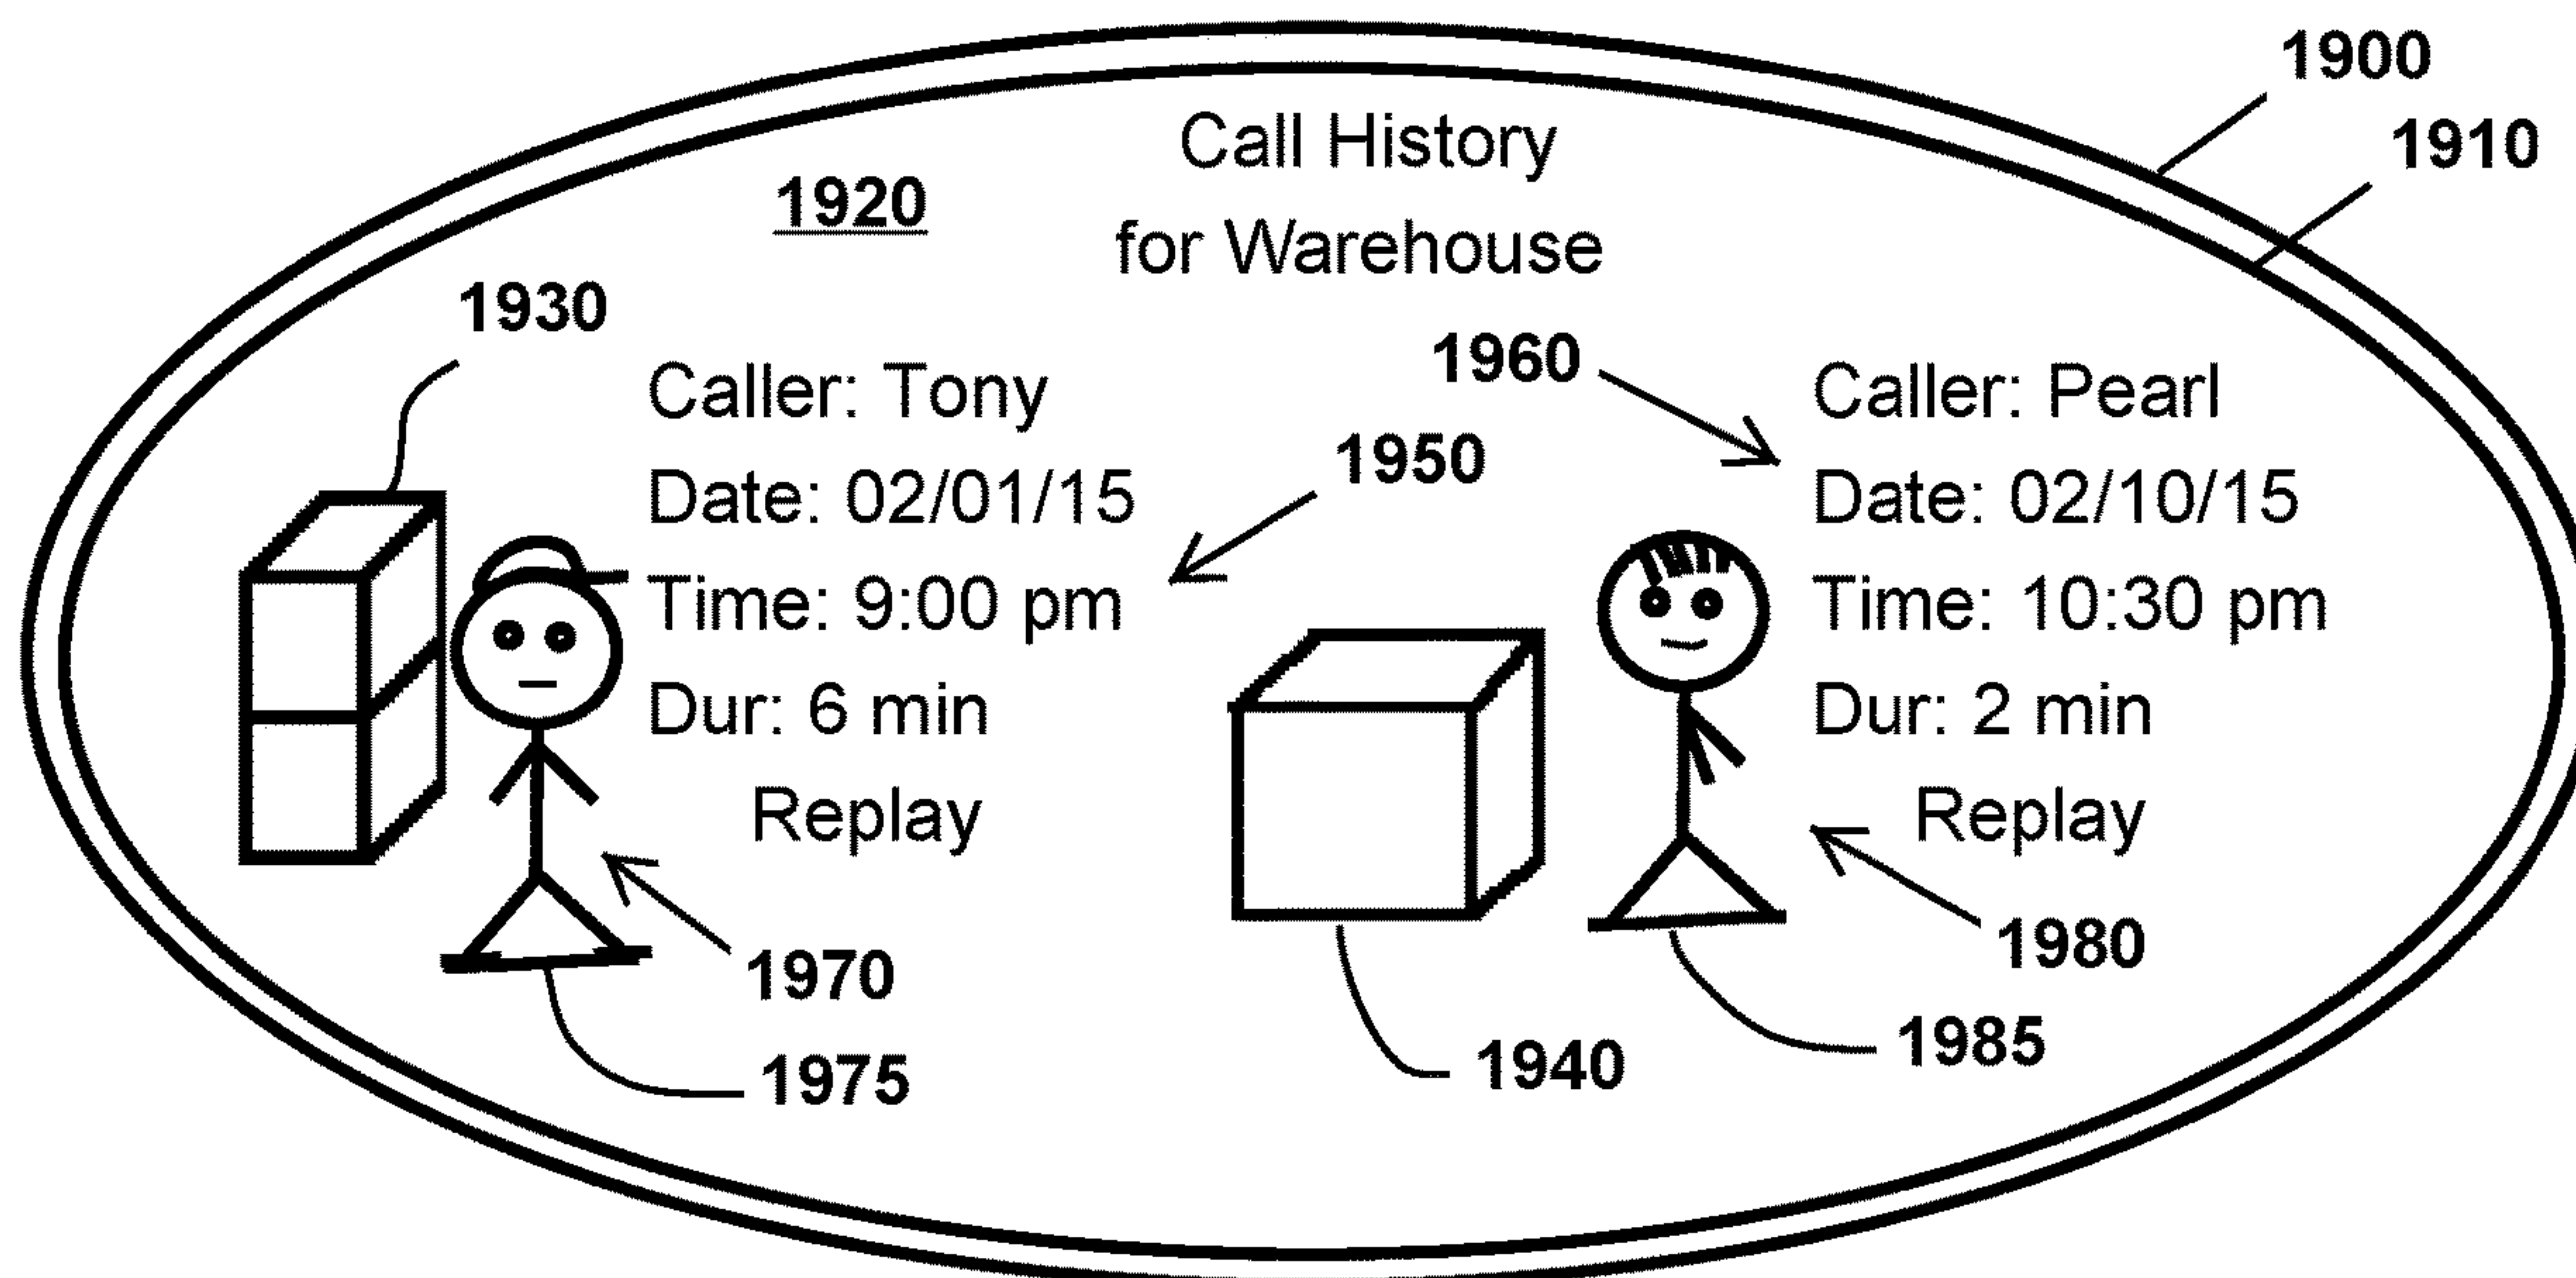 1900
1910
Call History
for Warehouse
1920
1930
1960
1950
Caller: Tony
Date: 02/01/15
Time: 9:00 pm
Dur: 6 min
Replay
Caller: Pearl
Date: 02/10/15
Time: 10:30 pm
Dur: 2 min
Replay
1970
1975
1940
1980
1985